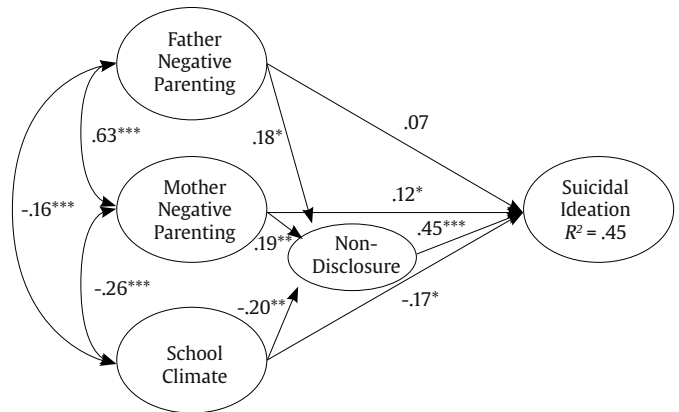 Father
Negative
Parenting
.07
.63***
.18*
Mother
Negative
Parenting
Suicidal
Ideation
R² = .45
-.16***
.12*
.19**
Non-
Disclosure
.45***
-.26***
-.20**
-.17*
School
Climate